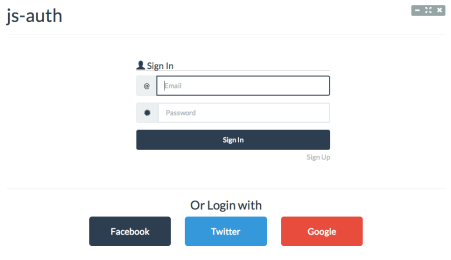 js-auth
Sign In
@ Email
Password
Sign In
Sign Up
Or Login with
Facebook Twitter Google